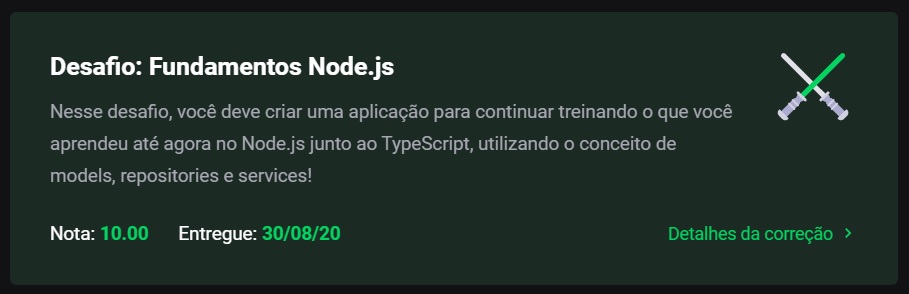 Desafio: Fundamentos Node.js
Nesse desafio, você deve criar uma aplicação para continuar treinando o que você
aprendeu até agora no Node.js junto ao TypeScript, utilizando o conceito de
models, repositories e services!
Nota: 10.00 Entregue: 30/08/20 Detalhes da correção >